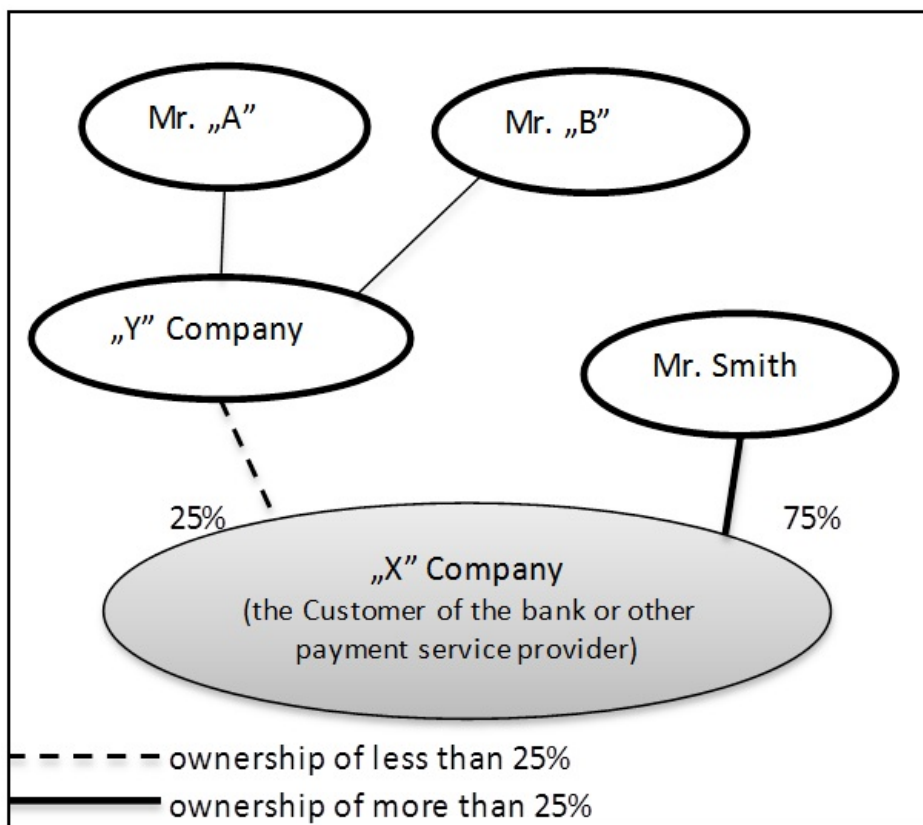 Mr. „A”
Mr. „B”
„Y” Company
Mr. Smith
25%
75%
„X” Company
(the Customer of the bank or other
payment service provider)
ownership of less than 25%
ownership of more than 25%